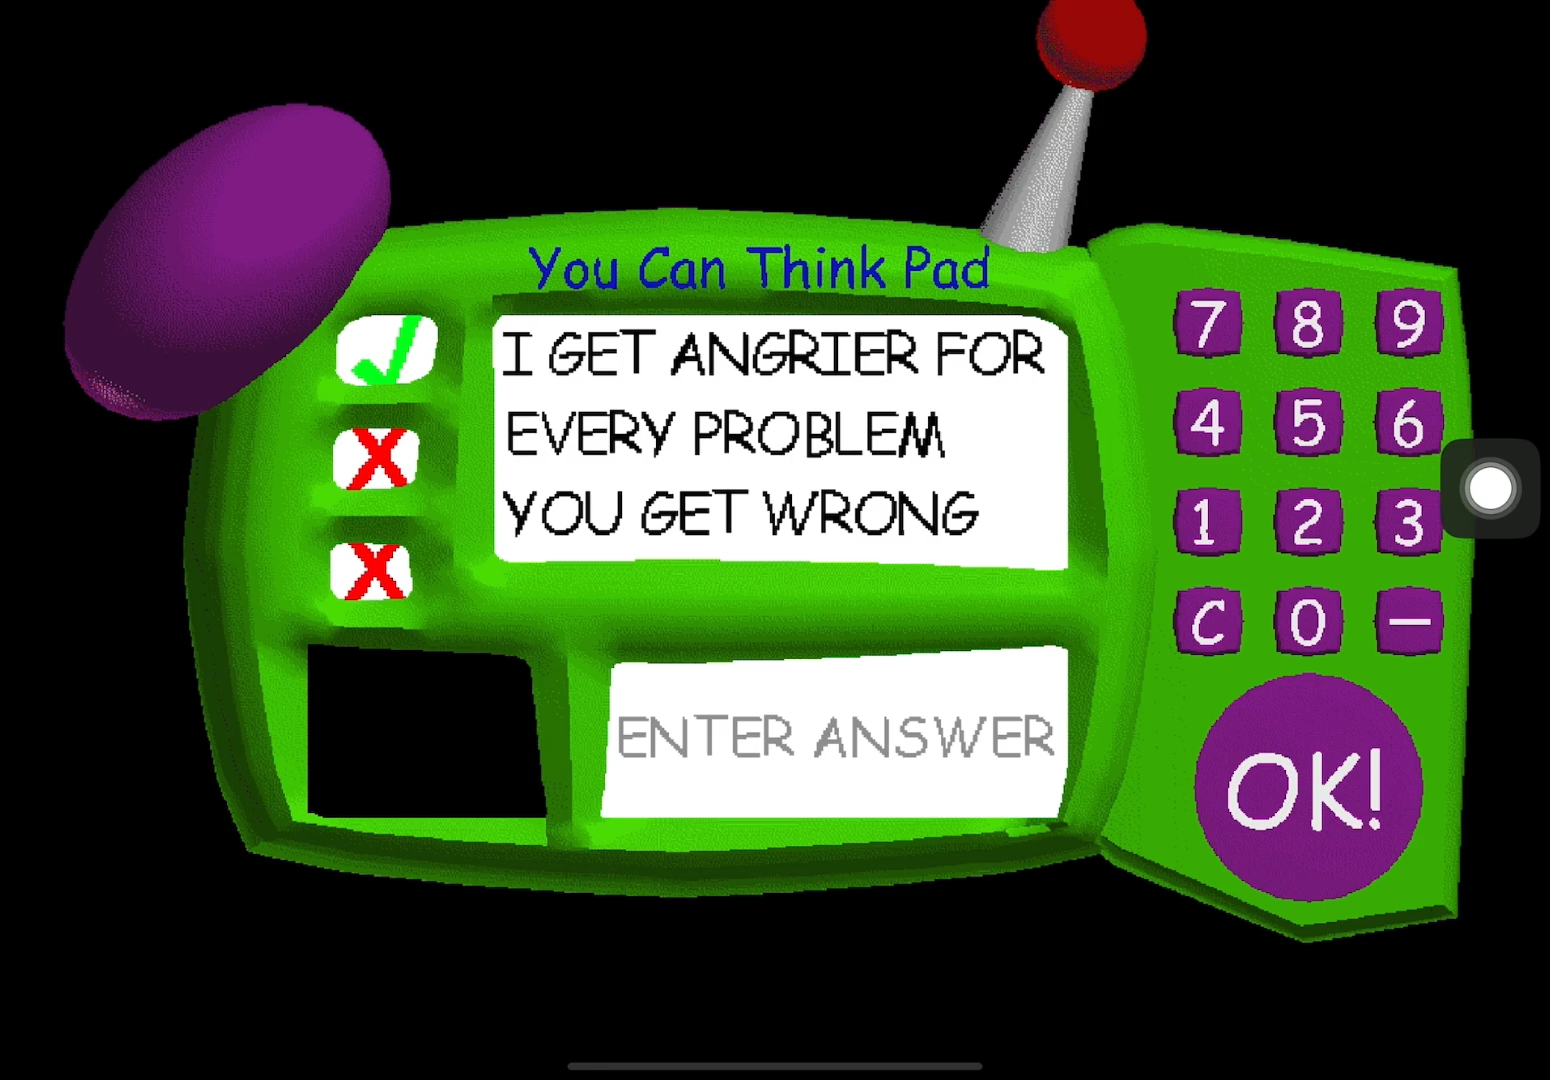 You Can Think Pad
I GET ANGRIER FOR
EVERY PROBLEM
YOU GET WRONG
ENTER ANSWER
7 8 9
4 5 6
1 2 3
C 0 −
OK!